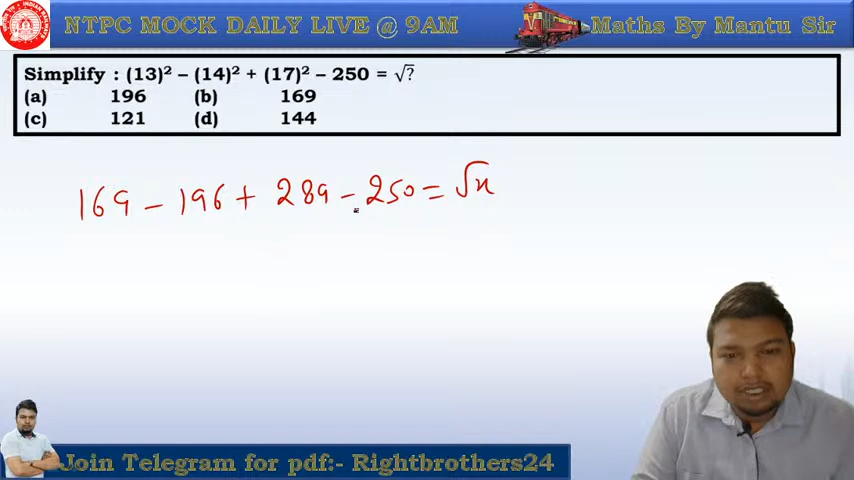 NTPC MOCK DAILY LIVE @ 9AM
Maths By Mantu Sir
Simplify : (13)² – (14)² + (17)² – 250 = √?
(a) 196 (b) 169
(c) 121 (d) 144
169 – 196 + 289 – 250 = √x
Join Telegram for pdf:- Rightbrothers24